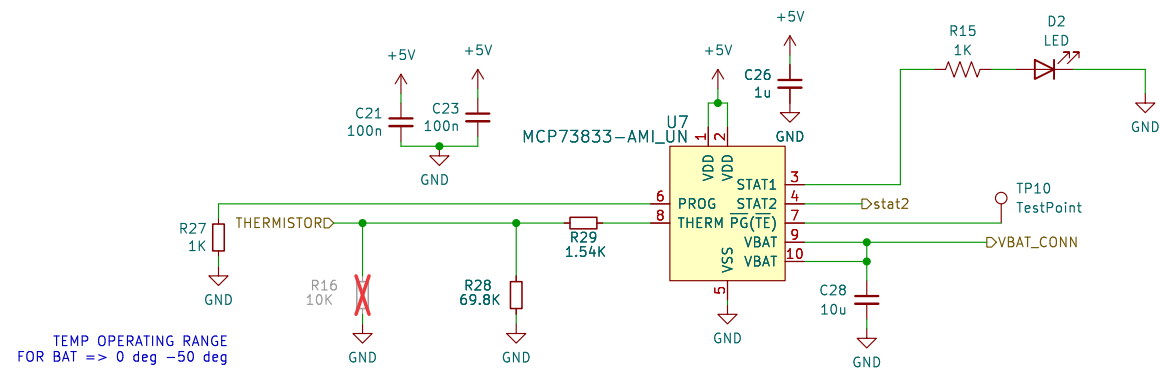 +5V
+5V
C21
100n
C23
100n
GND
+5V
+5V
C26
1u
GND
R15
1K
D2
LED
GND
U7
MCP73833-AMI_UN
1
2
VDD
VDD
STAT1
3
STAT2
4
stat2
PG(TE)
7
TP10
TestPoint
VBAT
9
VBAT_CONN
VBAT
10
C28
10u
GND
6
PROG
8
THERM
VSS
5
GND
R27
1K
GND
THERMISTOR
R29
1.54K
R16
10K
GND
R28
69.8K
GND
TEMP OPERATING RANGE
FOR BAT => 0 deg -50 deg